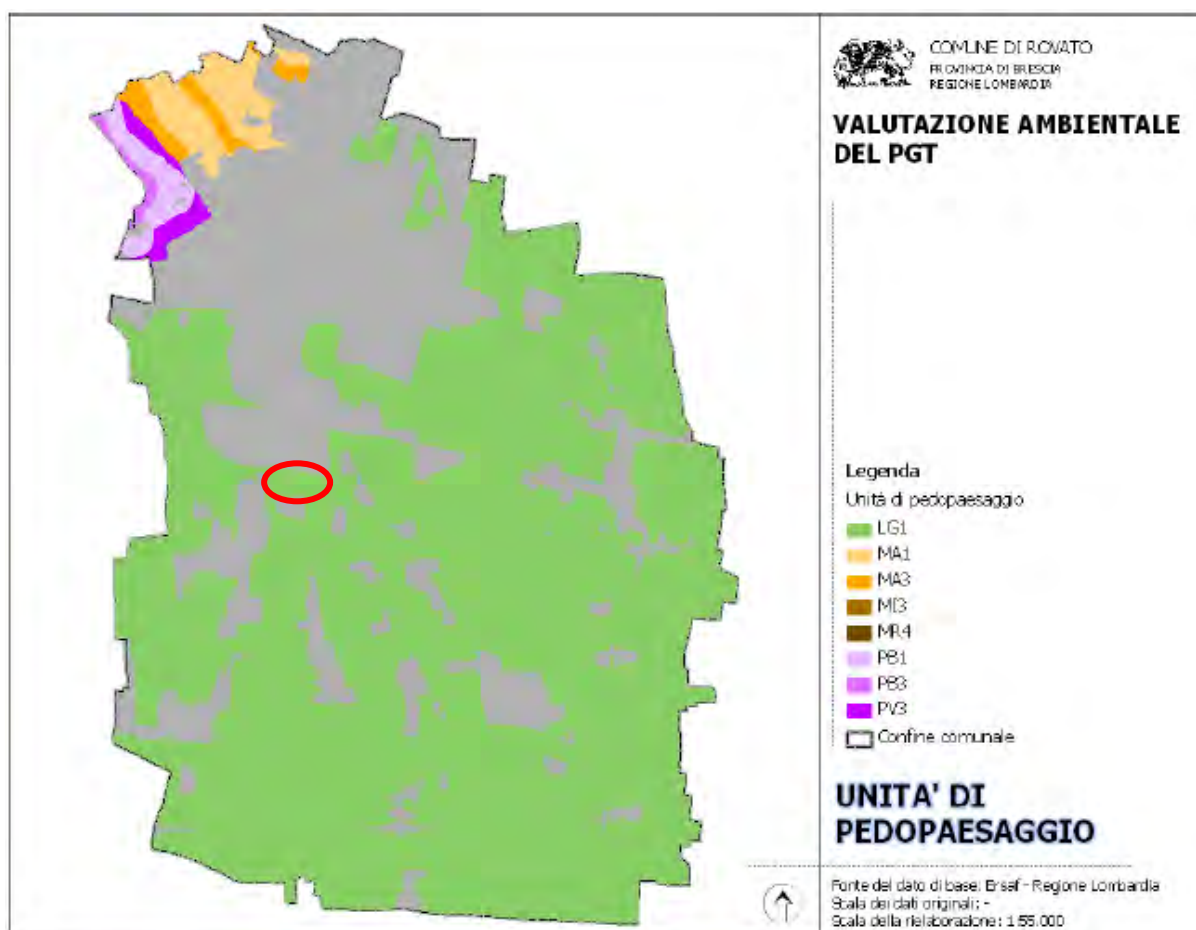 COMUNE DI ROVATO
PROVINCIA DI BRESCIA
REGIONE LOMBARDIA
VALUTAZIONE AMBIENTALE
DEL PGT
Legenda
Unità di pedopaesaggio
LG1
MA1
MA3
MI3
MR4
PB1
PB3
PV3
Confine comunale
UNITA' DI
PEDOPAESAGGIO
Fonte del dato di base: Ersaf - Regione Lombardia
Scala dei dati originali: -
Scala della rielaborazione: 1:55.000